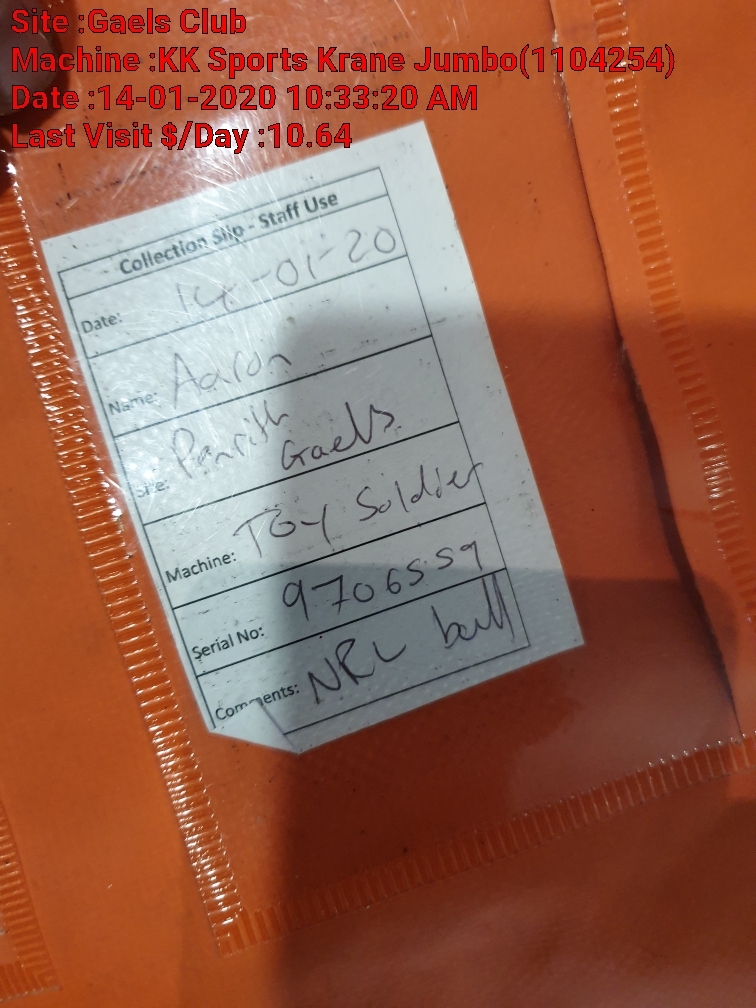 Site :Gaels Club
Machine :KK Sports Krane Jumbo(1104254)
Date :14-01-2020 10:33:20 AM
Last Visit $/Day :10.64
Collection Slip - Staff Use
Date: 14-01-20
Name: Aaron
Site: Penrith
Gaels
Machine: Toy Soldier
Serial No: 9706559
Comments: NRL ball